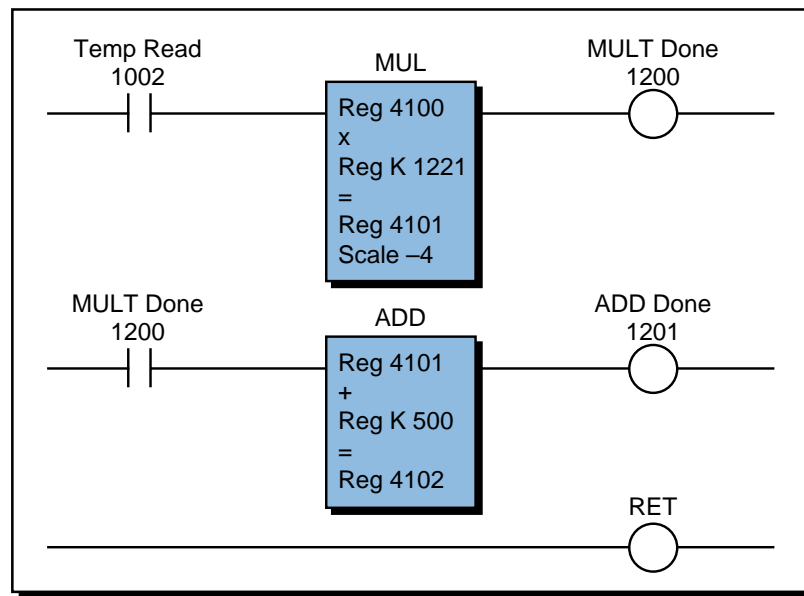 Temp Read
1002
MUL
MULT Done
1200
Reg 4100
x
Reg K 1221
=
Reg 4101
Scale –4
MULT Done
1200
ADD
ADD Done
1201
Reg 4101
+
Reg K 500
=
Reg 4102
RET